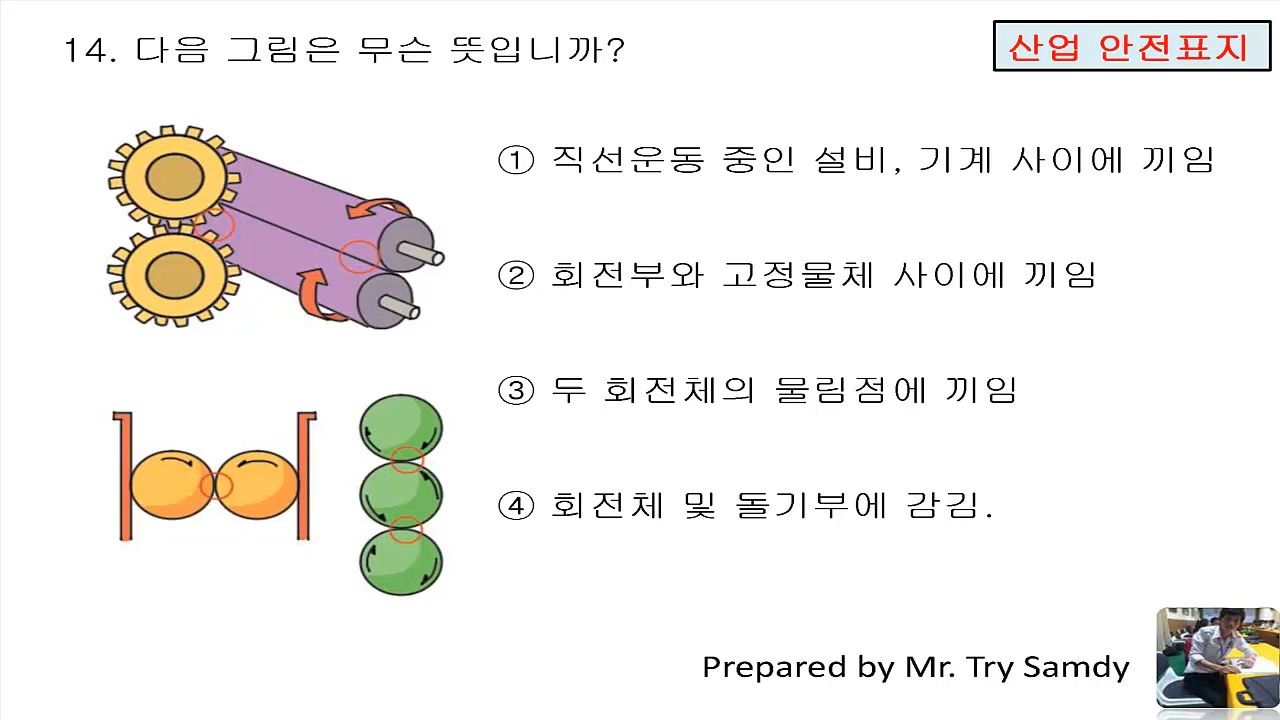 14. 다음 그림은 무슨 뜻입니까?
산업 안전표지
① 직선운동 중인 설비, 기계 사이에 끼임
② 회전부와 고정물체 사이에 끼임
③ 두 회전체의 물림점에 끼임
④ 회전체 및 돌기부에 감김.
Prepared by Mr. Try Samdy